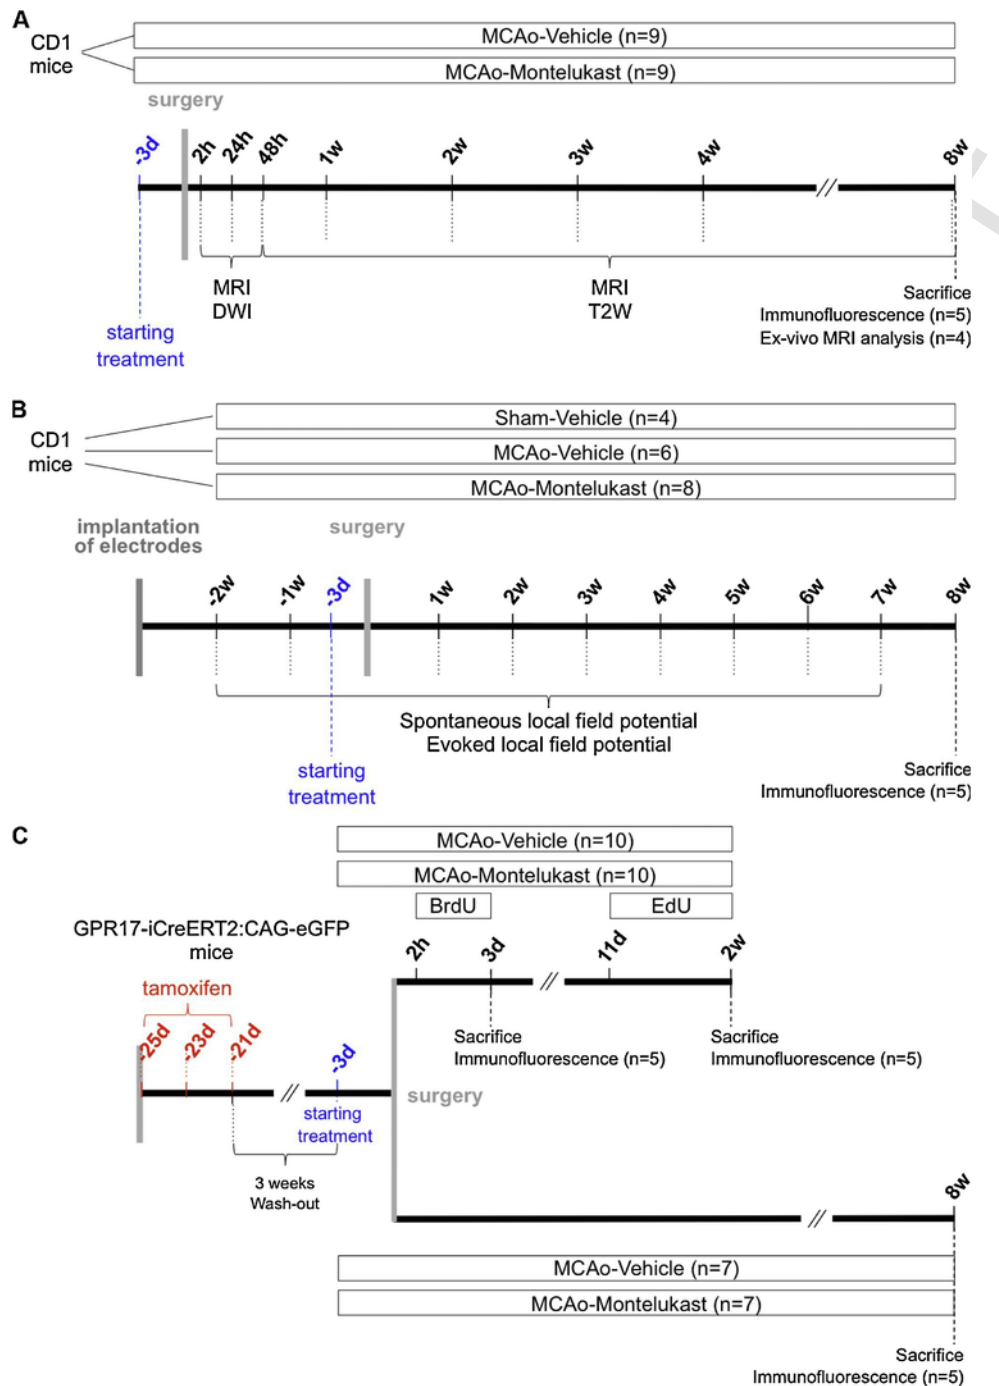 A
CD1
mice
MCAo-Vehicle (n=9)
MCAo-Montelukast (n=9)
surgery
-3d
2h
24h
48h
1w
2w
3w
4w
8w
MRI
DWI
MRI
T2W
starting
treatment
Sacrifice
Immunofluorescence (n=5)
Ex-vivo MRI analysis (n=4)
B
CD1
mice
Sham-Vehicle (n=4)
MCAo-Vehicle (n=6)
MCAo-Montelukast (n=8)
implantation
of electrodes
surgery
-2w
-1w
-3d
1w
2w
3w
4w
5w
6w
7w
8w
Spontaneous local field potential
Evoked local field potential
starting
treatment
Sacrifice
Immunofluorescence (n=5)
C
MCAo-Vehicle (n=10)
MCAo-Montelukast (n=10)
BrdU
EdU
GPR17-iCreERT2:CAG-eGFP
mice
2h
3d
11d
2w
tamoxifen
-25d
-23d
-21d
-3d
Sacrifice
Immunofluorescence (n=5)
Sacrifice
Immunofluorescence (n=5)
surgery
starting
treatment
3 weeks
Wash-out
8w
MCAo-Vehicle (n=7)
MCAo-Montelukast (n=7)
Sacrifice
Immunofluorescence (n=5)